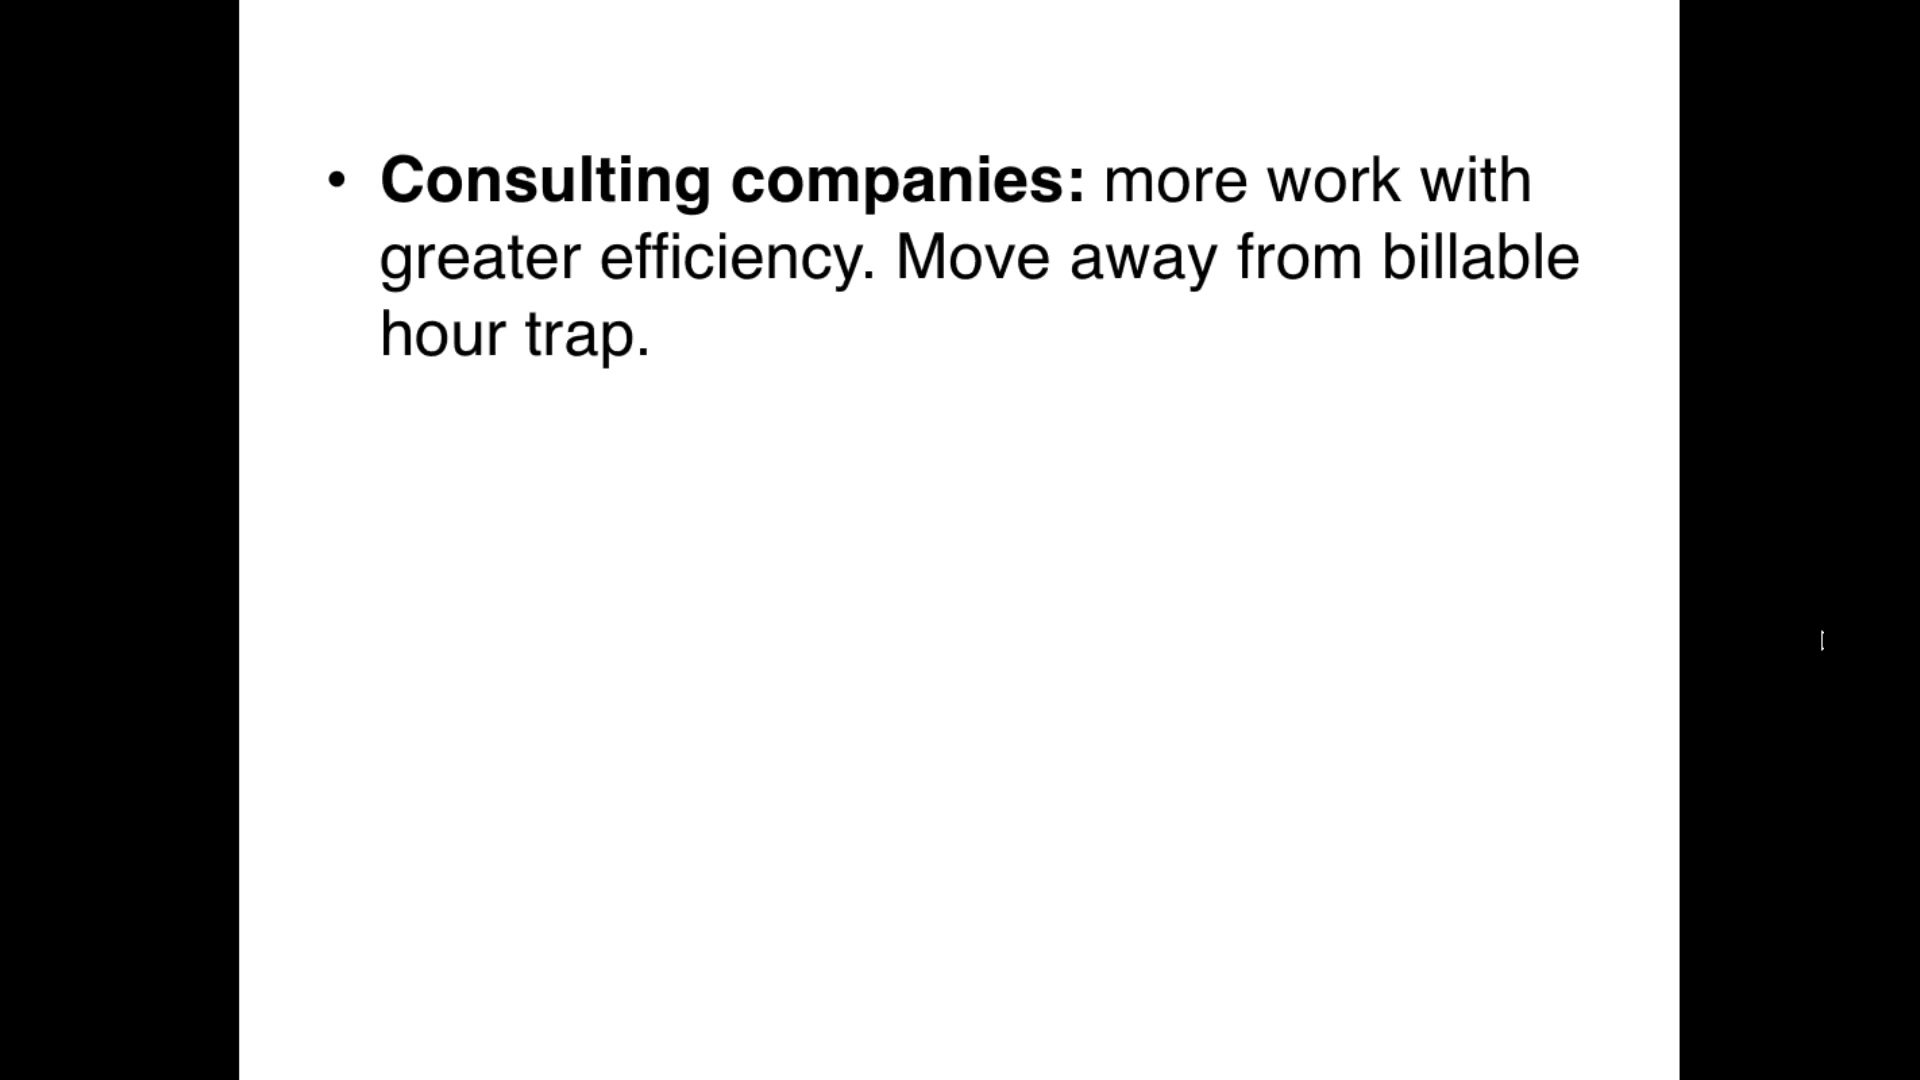 • Consulting companies: more work with
greater efficiency. Move away from billable
hour trap.